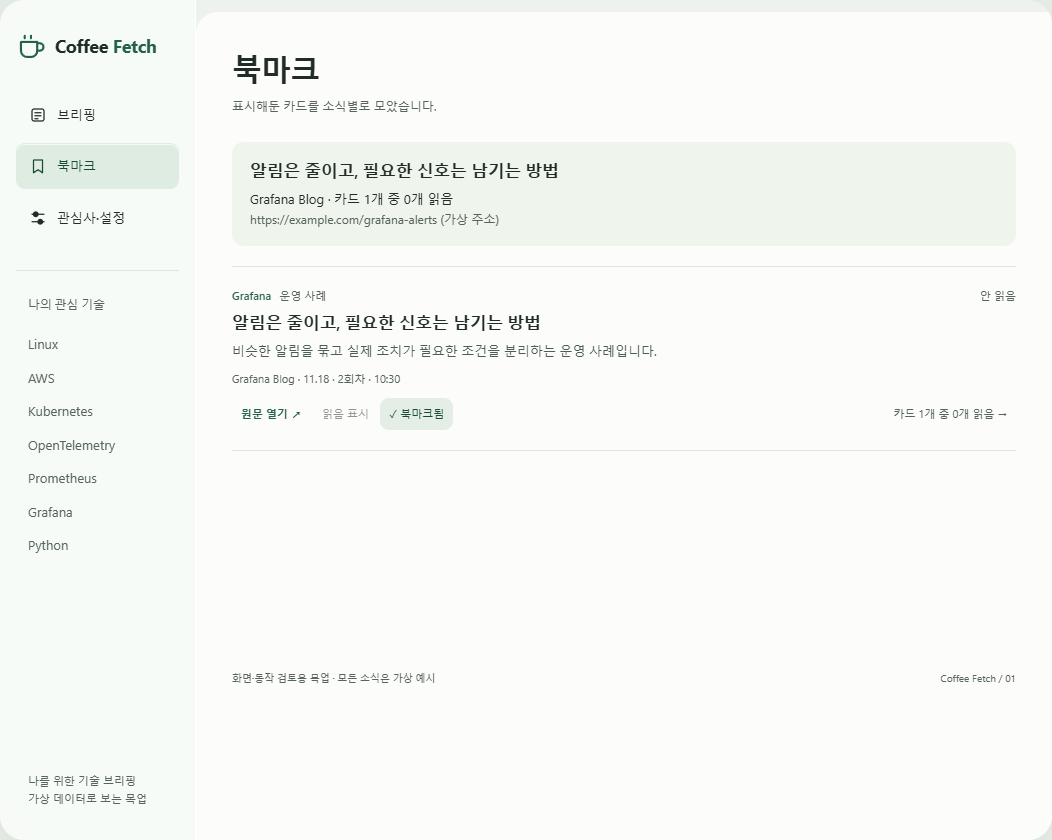 Coffee Fetch
브리핑
북마크
관심사·설정
나의 관심 기술
Linux
AWS
Kubernetes
OpenTelemetry
Prometheus
Grafana
Python
나를 위한 기술 브리핑
가상 데이터로 보는 목업
북마크
표시해둔 카드를 소식별로 모았습니다.
알림은 줄이고, 필요한 신호는 남기는 방법
Grafana Blog · 카드 1개 중 0개 읽음
https://example.com/grafana-alerts (가상 주소)
Grafana 운영 사례 안 읽음
알림은 줄이고, 필요한 신호는 남기는 방법
비슷한 알림을 묶고 실제 조치가 필요한 조건을 분리하는 운영 사례입니다.
Grafana Blog · 11.18 · 2회차 · 10:30
원문 열기 ↗ 읽음 표시 ✓ 북마크됨 카드 1개 중 0개 읽음 →
화면·동작 검토용 목업 · 모든 소식은 가상 예시 Coffee Fetch / 01